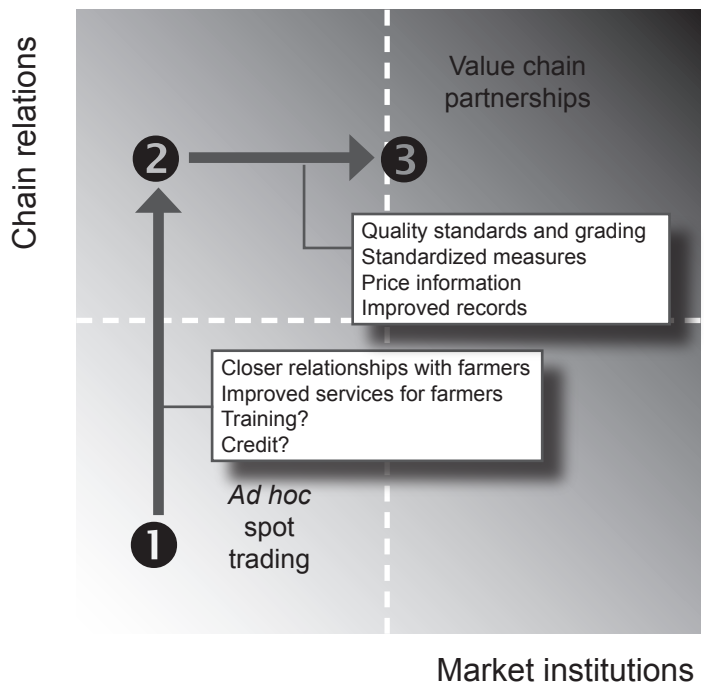 Chain relations
Value chain
partnerships
2
3
Quality standards and grading
Standardized measures
Price information
Improved records
Closer relationships with farmers
Improved services for farmers
Training?
Credit?
Ad hoc
spot
trading
1
Market institutions